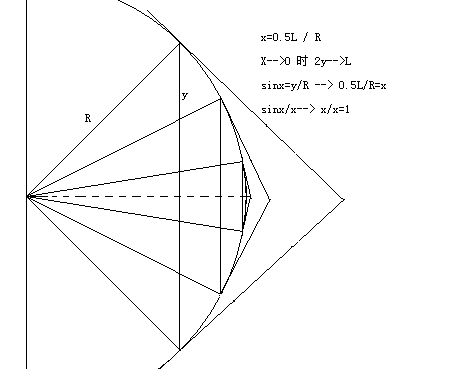 x=0.5L / R
X-->0 时 2y-->L
sinx=y/R --> 0.5L/R=x
sinx/x--> x/x=1
y
R